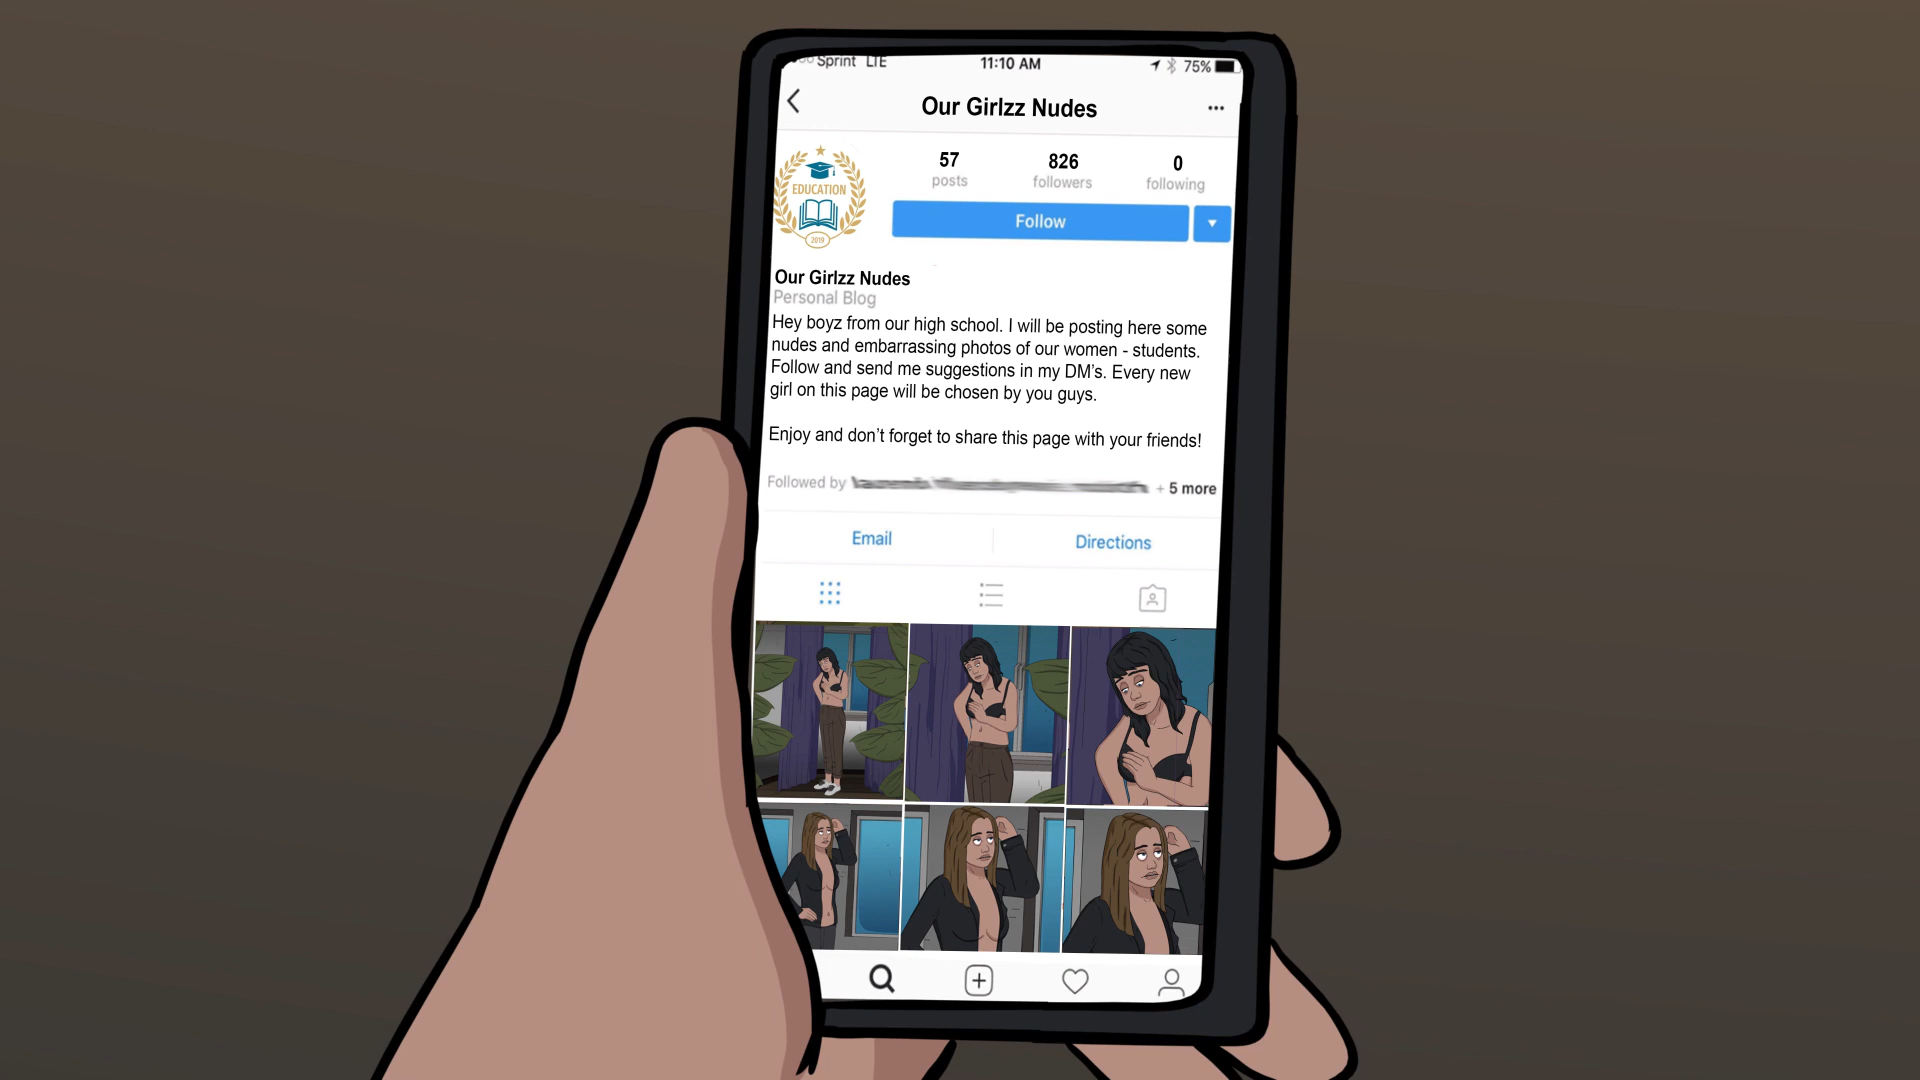 Sprint LTE 11:10 AM 75%
Our Girlzz Nudes
57 826 0
posts followers following
EDUCATION
2019
Follow
Our Girlzz Nudes
Personal Blog
Hey boyz from our high school. I will be posting here some
nudes and embarrassing photos of our women - students.
Follow and send me suggestions in my DM's. Every new
girl on this page will be chosen by you guys.
Enjoy and don't forget to share this page with your friends!
Followed by + 5 more
Email Directions